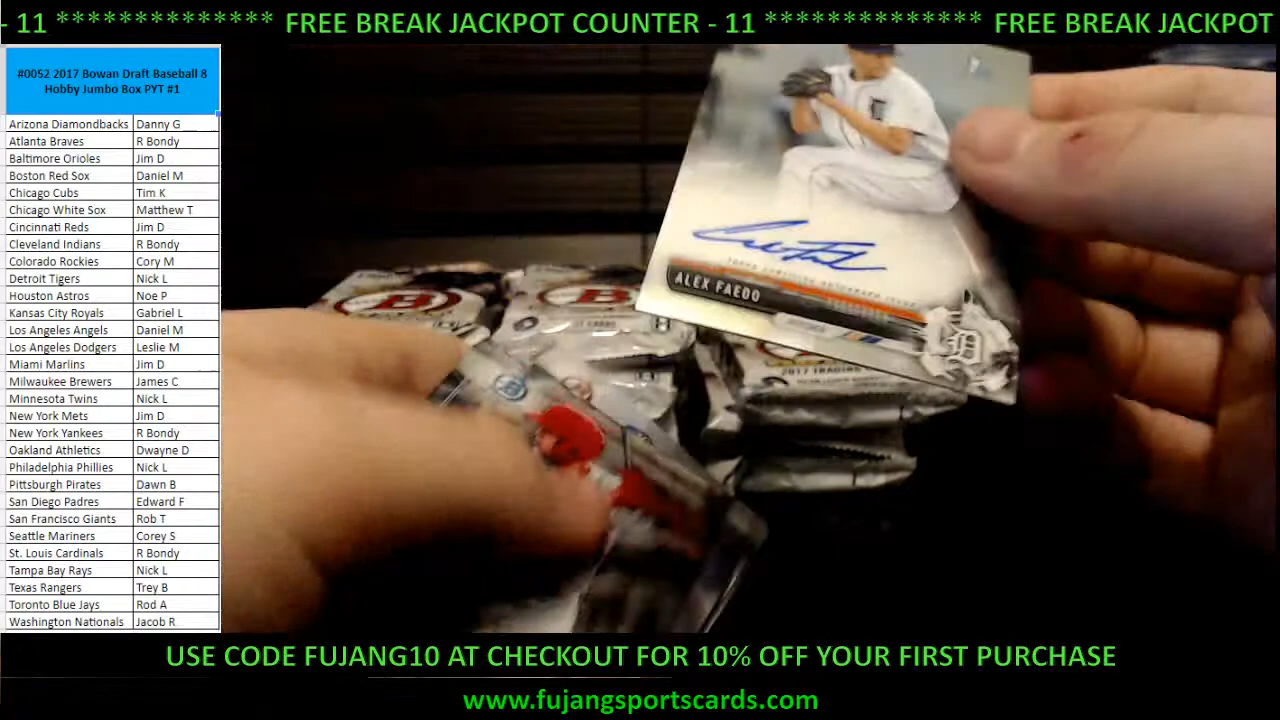 - 11 ************** FREE BREAK JACKPOT COUNTER - 11 ************** FREE BREAK JACKPOT
#0052 2017 Bowan Draft Baseball 8
Hobby Jumbo Box PYT #1
Arizona Diamondbacks Danny G
Atlanta Braves R Bondy
Baltimore Orioles Jim D
Boston Red Sox Daniel M
Chicago Cubs Tim K
Chicago White Sox Matthew T
Cincinnati Reds Jim D
Cleveland Indians R Bondy
Colorado Rockies Cory M
Detroit Tigers Nick L
Houston Astros Noe P
Kansas City Royals Gabriel L
Los Angeles Angels Daniel M
Los Angeles Dodgers Leslie M
Miami Marlins Jim D
Milwaukee Brewers James C
Minnesota Twins Nick L
New York Mets Jim D
New York Yankees R Bondy
Oakland Athletics Dwayne D
Philadelphia Phillies Nick L
Pittsburgh Pirates Dawn B
San Diego Padres Edward F
San Francisco Giants Rob T
Seattle Mariners Corey S
St. Louis Cardinals R Bondy
Tampa Bay Rays Nick L
Texas Rangers Trey B
Toronto Blue Jays Rod A
Washington Nationals Jacob R
TOPPS CERTIFIED AUTOGRAPH ISSUE
ALEX FAEDO
B
B
2017 TRADING
USE CODE FUJANG10 AT CHECKOUT FOR 10% OFF YOUR FIRST PURCHASE
www.fujangsportscards.com